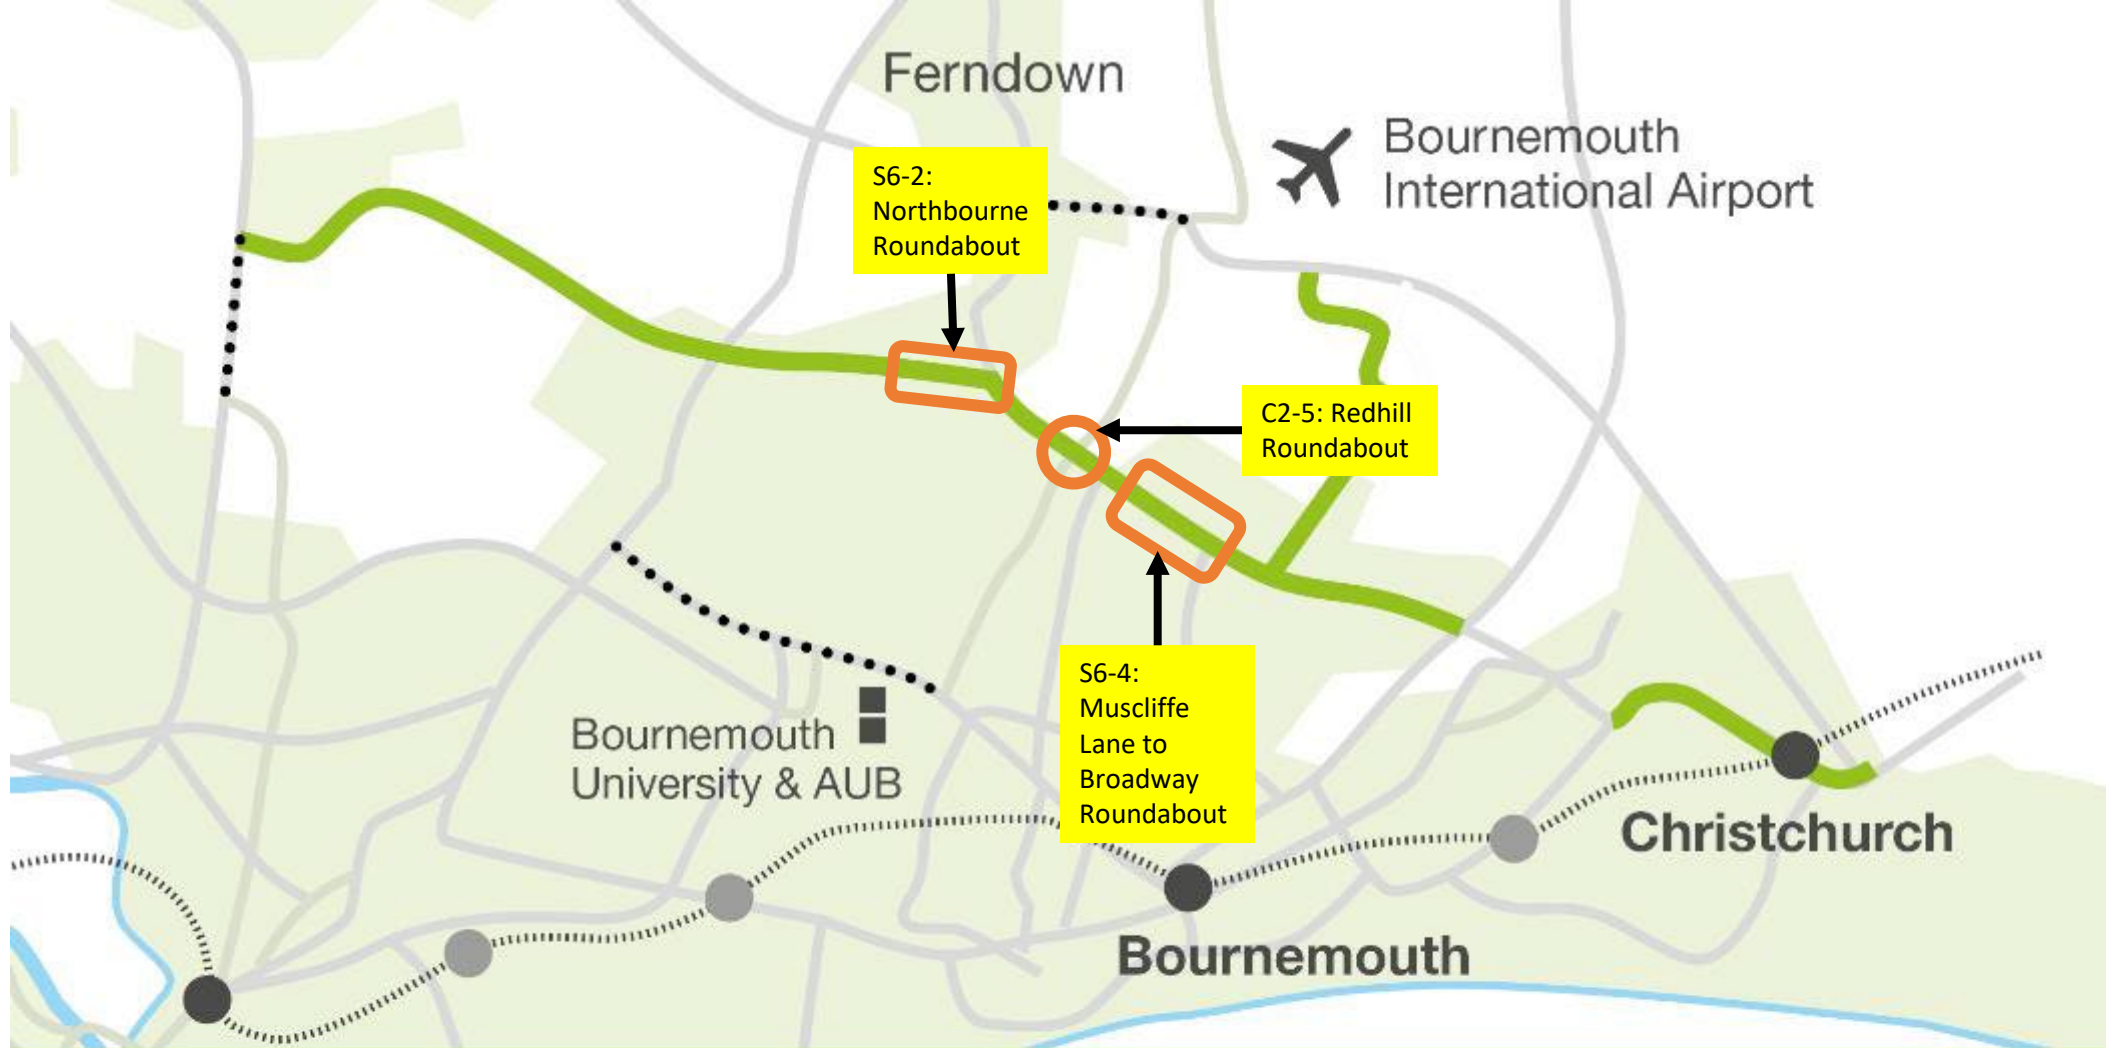 Ferndown
Bournemouth
International Airport
S6-2:
Northbourne
Roundabout
C2-5: Redhill
Roundabout
S6-4:
Muscliffe
Lane to
Broadway
Roundabout
Bournemouth
University & AUB
Christchurch
Bournemouth